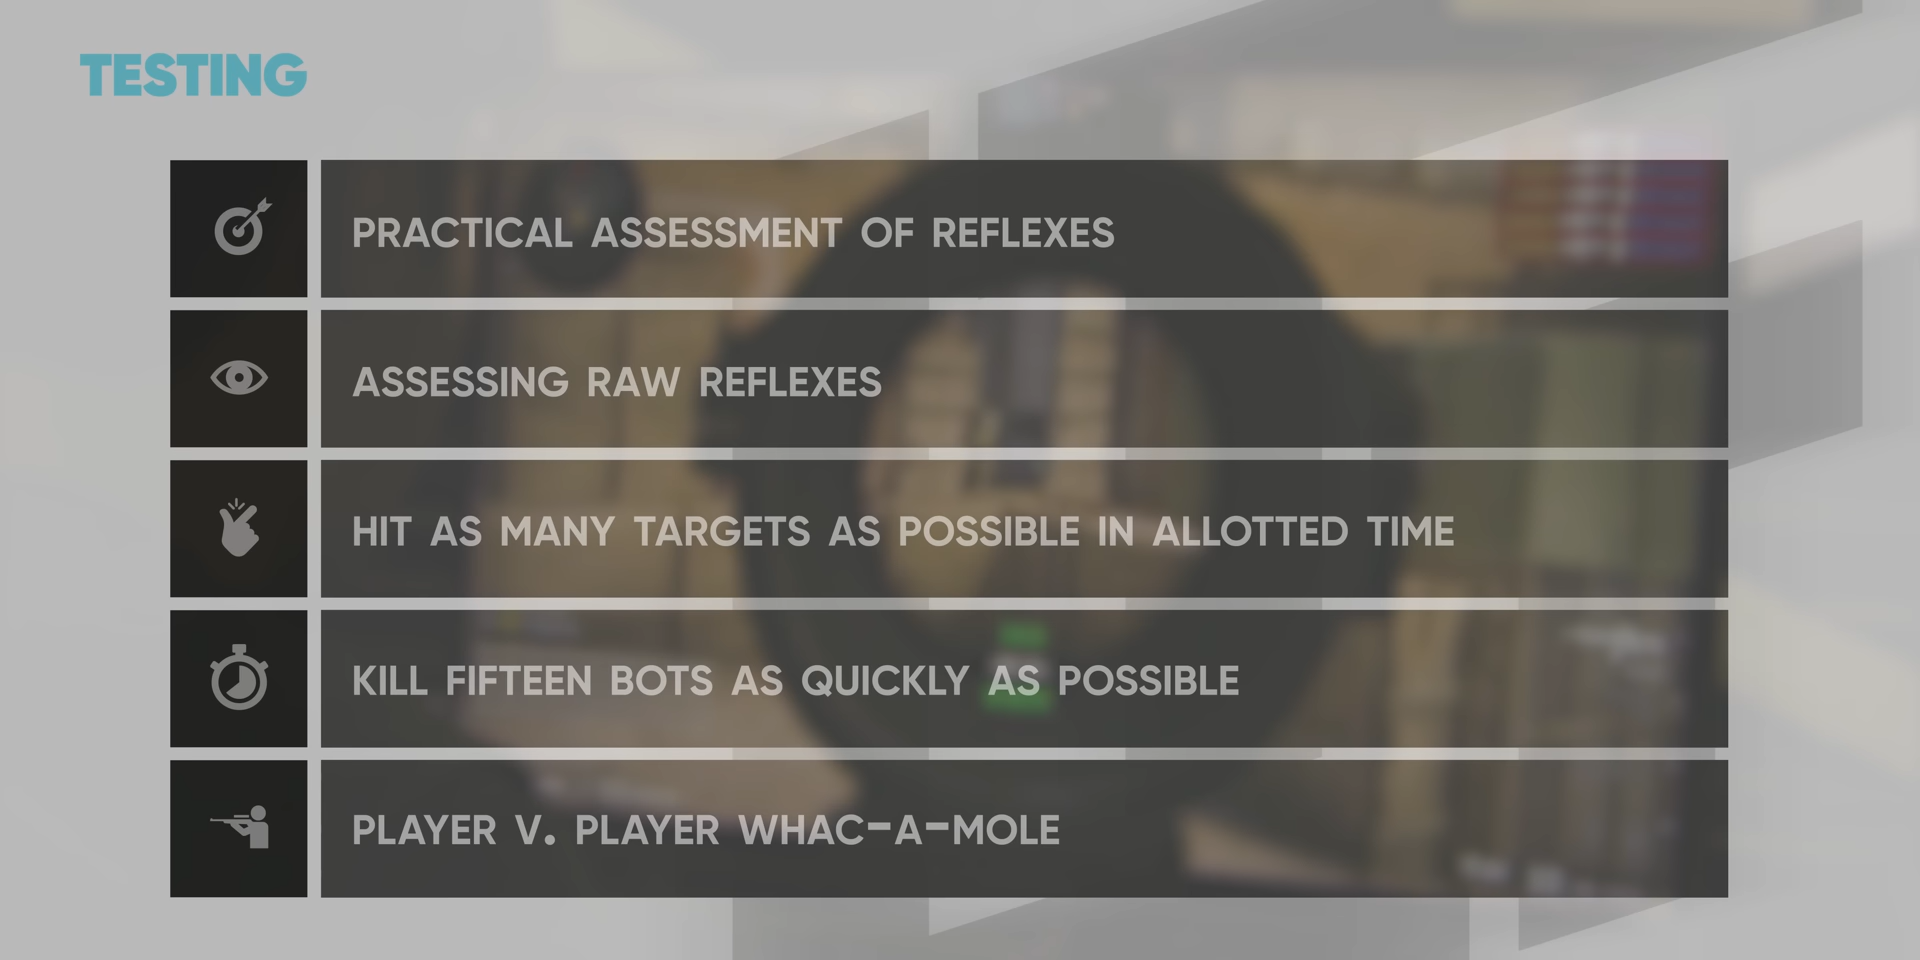 TESTING
PRACTICAL ASSESSMENT OF REFLEXES
ASSESSING RAW REFLEXES
HIT AS MANY TARGETS AS POSSIBLE IN ALLOTTED TIME
KILL FIFTEEN BOTS AS QUICKLY AS POSSIBLE
PLAYER V. PLAYER WHAC-A-MOLE